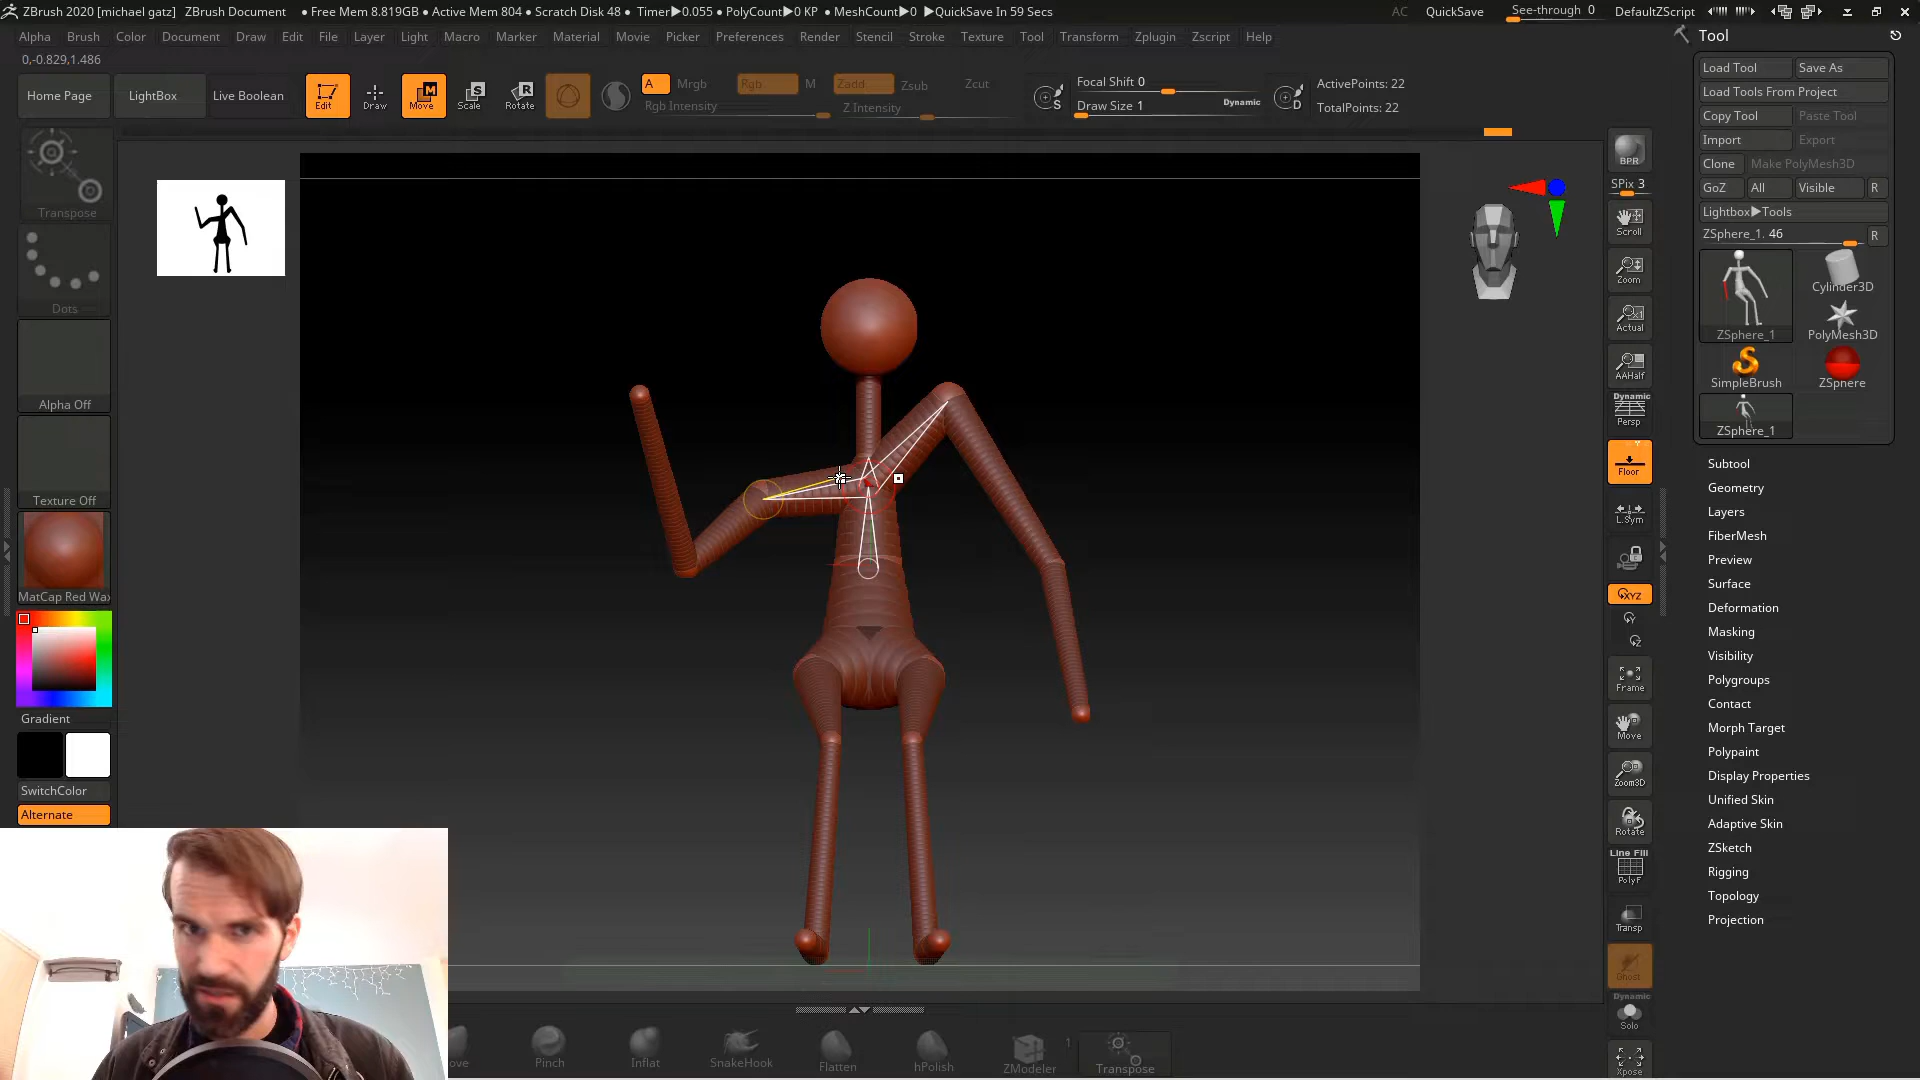 ZBrush 2020 [michael gatz] ZBrush Document • Free Mem 8.819GB • Active Mem 804 • Scratch Disk 48 • Timer▶0.055 • PolyCount▶0 KP • MeshCount▶0 ▶QuickSave In 59 Secs AC QuickSave See-through 0 DefaultZScript
Alpha Brush Color Document Draw Edit File Layer Light Macro Marker Material Movie Picker Preferences Render Stencil Stroke Texture Tool Transform Zplugin Zscript Help
0,-0.829,1.486
Home Page LightBox Live Boolean Edit Draw Move Scale Rotate
A Mrgb Rgb M Zadd Zsub Zcut
Rgb Intensity Z Intensity
Focal Shift 0
Draw Size 1 Dynamic
ActivePoints: 22
TotalPoints: 22
Transpose
Dots
Alpha Off
Texture Off
MatCap Red Wax
Gradient
SwitchColor
Alternate
BPR
SPix 3
Scroll
Zoom
Actual
AAHalf
Dynamic
Persp
Floor
L.Sym
XYZ
Frame
Move
Zoom3D
Rotate
Line Fill
PolyF
Transp
Ghost
Dynamic
Solo
Xpose
Tool
Load Tool Save As
Load Tools From Project
Copy Tool Paste Tool
Import Export
Clone Make PolyMesh3D
GoZ All Visible R
Lightbox▶Tools
ZSphere_1. 46 R
ZSphere_1 Cylinder3D
PolyMesh3D
SimpleBrush ZSphere
ZSphere_1
Subtool
Geometry
Layers
FiberMesh
Preview
Surface
Deformation
Masking
Visibility
Polygroups
Contact
Morph Target
Polypaint
Display Properties
Unified Skin
Adaptive Skin
ZSketch
Rigging
Topology
Projection
Pinch Inflat SnakeHook Flatten hPolish ZModeler 1 Transpose